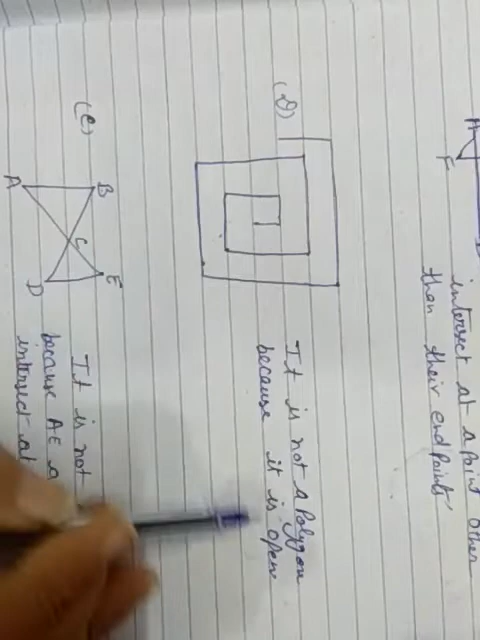 intersect at a point other
than their end points
(d)
It is not a Polygon
because it is open
(e)
A B C D E
It is not
because AE a
intersect at